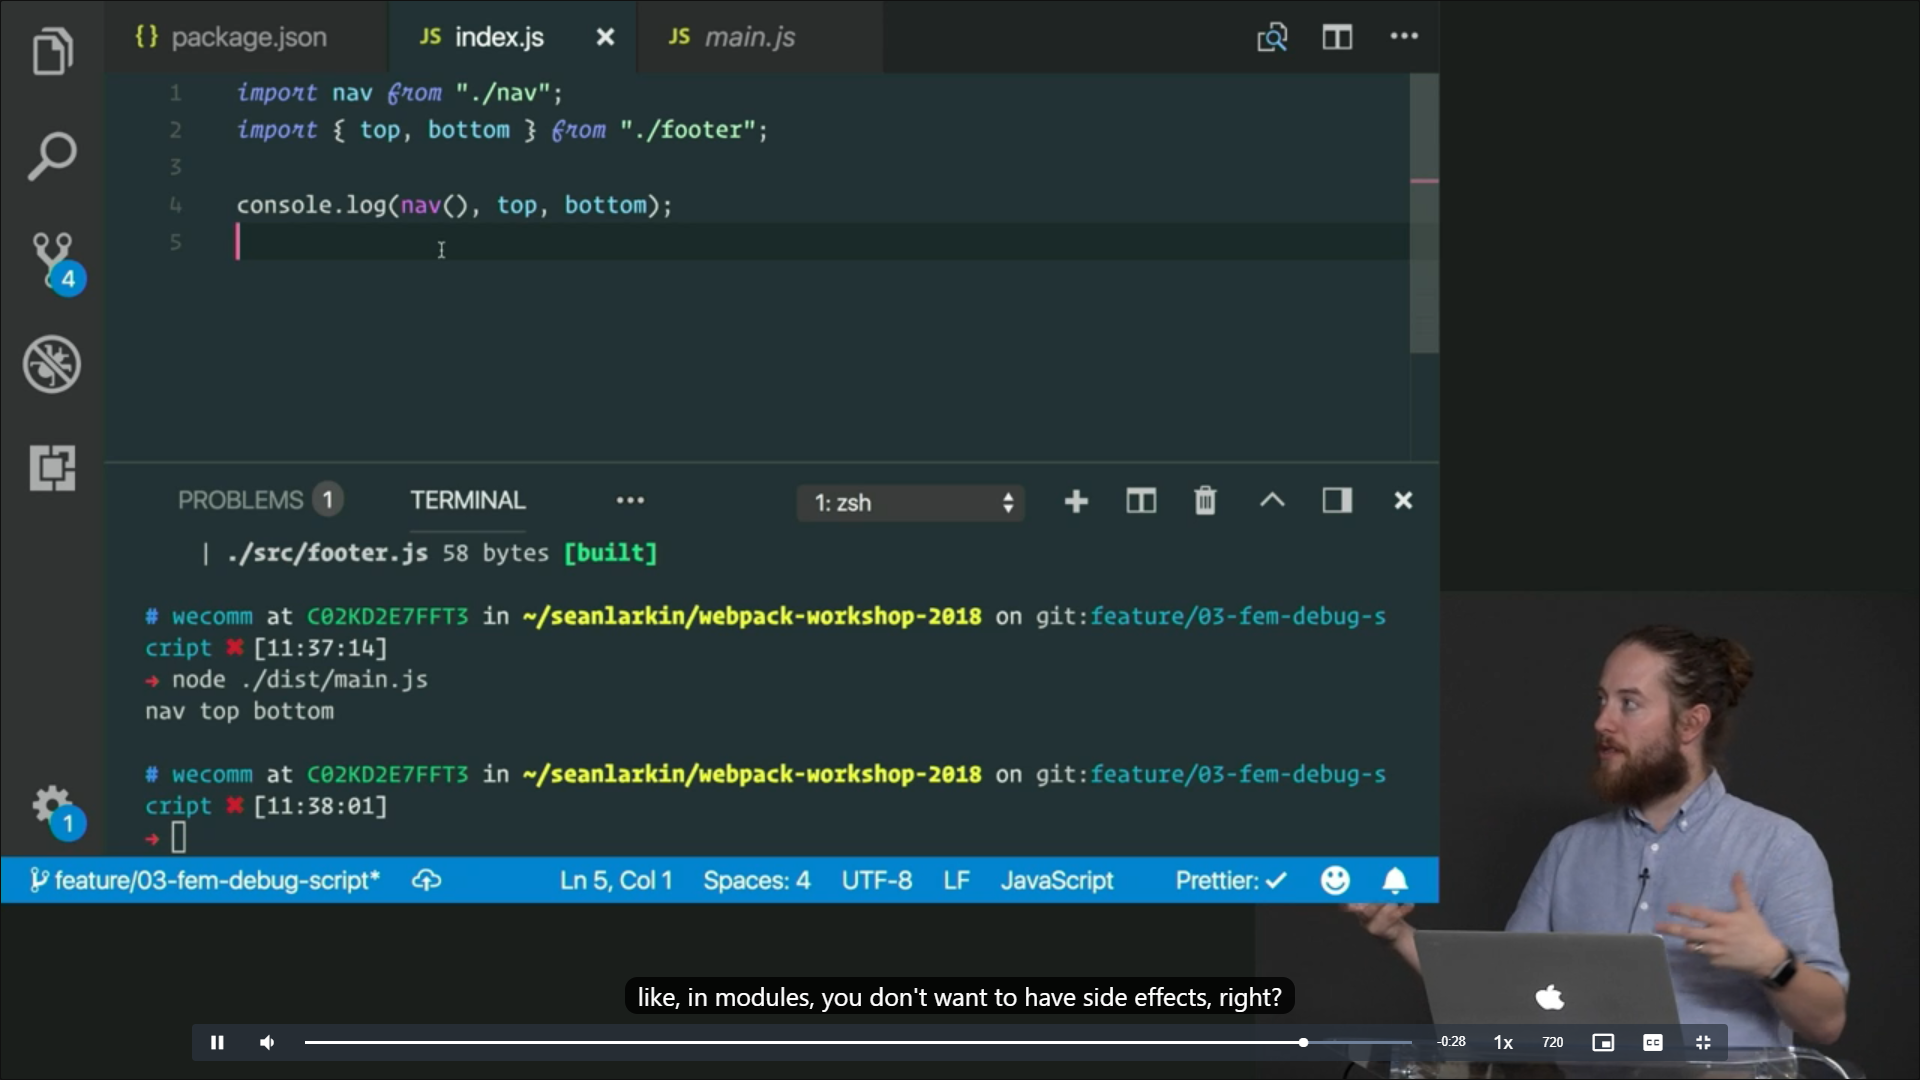 {} package.json
JS index.js
JS main.js
1 import nav from "./nav";
2 import { top, bottom } from "./footer";
3
4 console.log(nav(), top, bottom);
5
4
PROBLEMS 1 TERMINAL
1: zsh
| ./src/footer.js 58 bytes [built]
# wecomm at C02KD2E7FFT3 in ~/seanlarkin/webpack-workshop-2018 on git:feature/03-fem-debug-s
cript ✖ [11:37:14]
→ node ./dist/main.js
nav top bottom
# wecomm at C02KD2E7FFT3 in ~/seanlarkin/webpack-workshop-2018 on git:feature/03-fem-debug-s
cript ✖ [11:38:01]
→
1
feature/03-fem-debug-script* Ln 5, Col 1 Spaces: 4 UTF-8 LF JavaScript Prettier: ✓
like, in modules, you don't want to have side effects, right?
-0:28 1x 720 CC